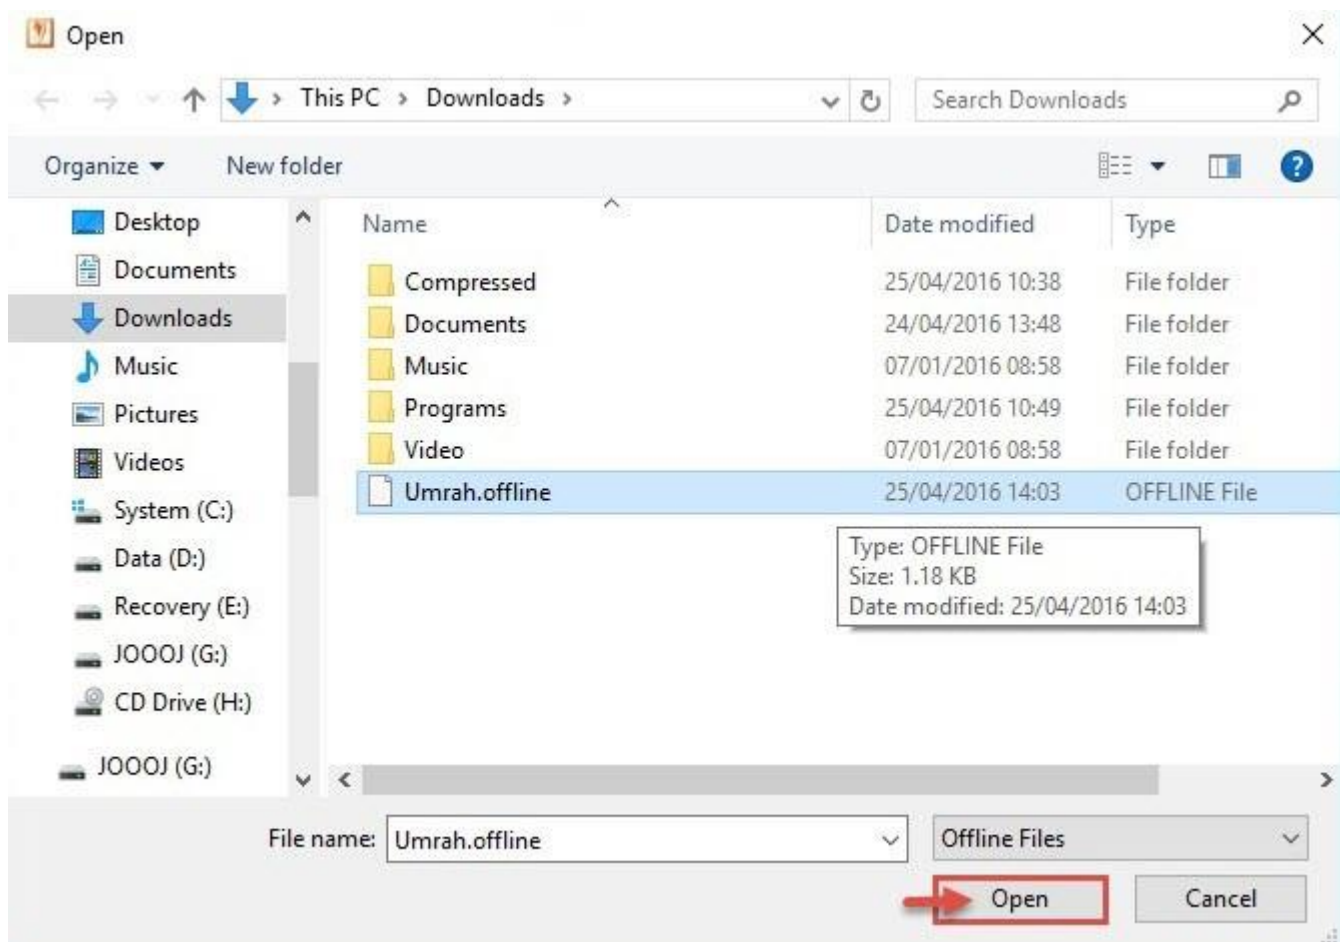 Open
This PC > Downloads >
Search Downloads
Organize
New folder
Desktop
Documents
Downloads
Music
Pictures
Videos
System (C:)
Data (D:)
Recovery (E:)
JOOOJ (G:)
CD Drive (H:)
JOOOJ (G:)
Name Date modified Type
Compressed 25/04/2016 10:38 File folder
Documents 24/04/2016 13:48 File folder
Music 07/01/2016 08:58 File folder
Programs 25/04/2016 10:49 File folder
Video 07/01/2016 08:58 File folder
Umrah.offline 25/04/2016 14:03 OFFLINE File
Type: OFFLINE File
Size: 1.18 KB
Date modified: 25/04/2016 14:03
File name: Umrah.offline
Offline Files
Open
Cancel